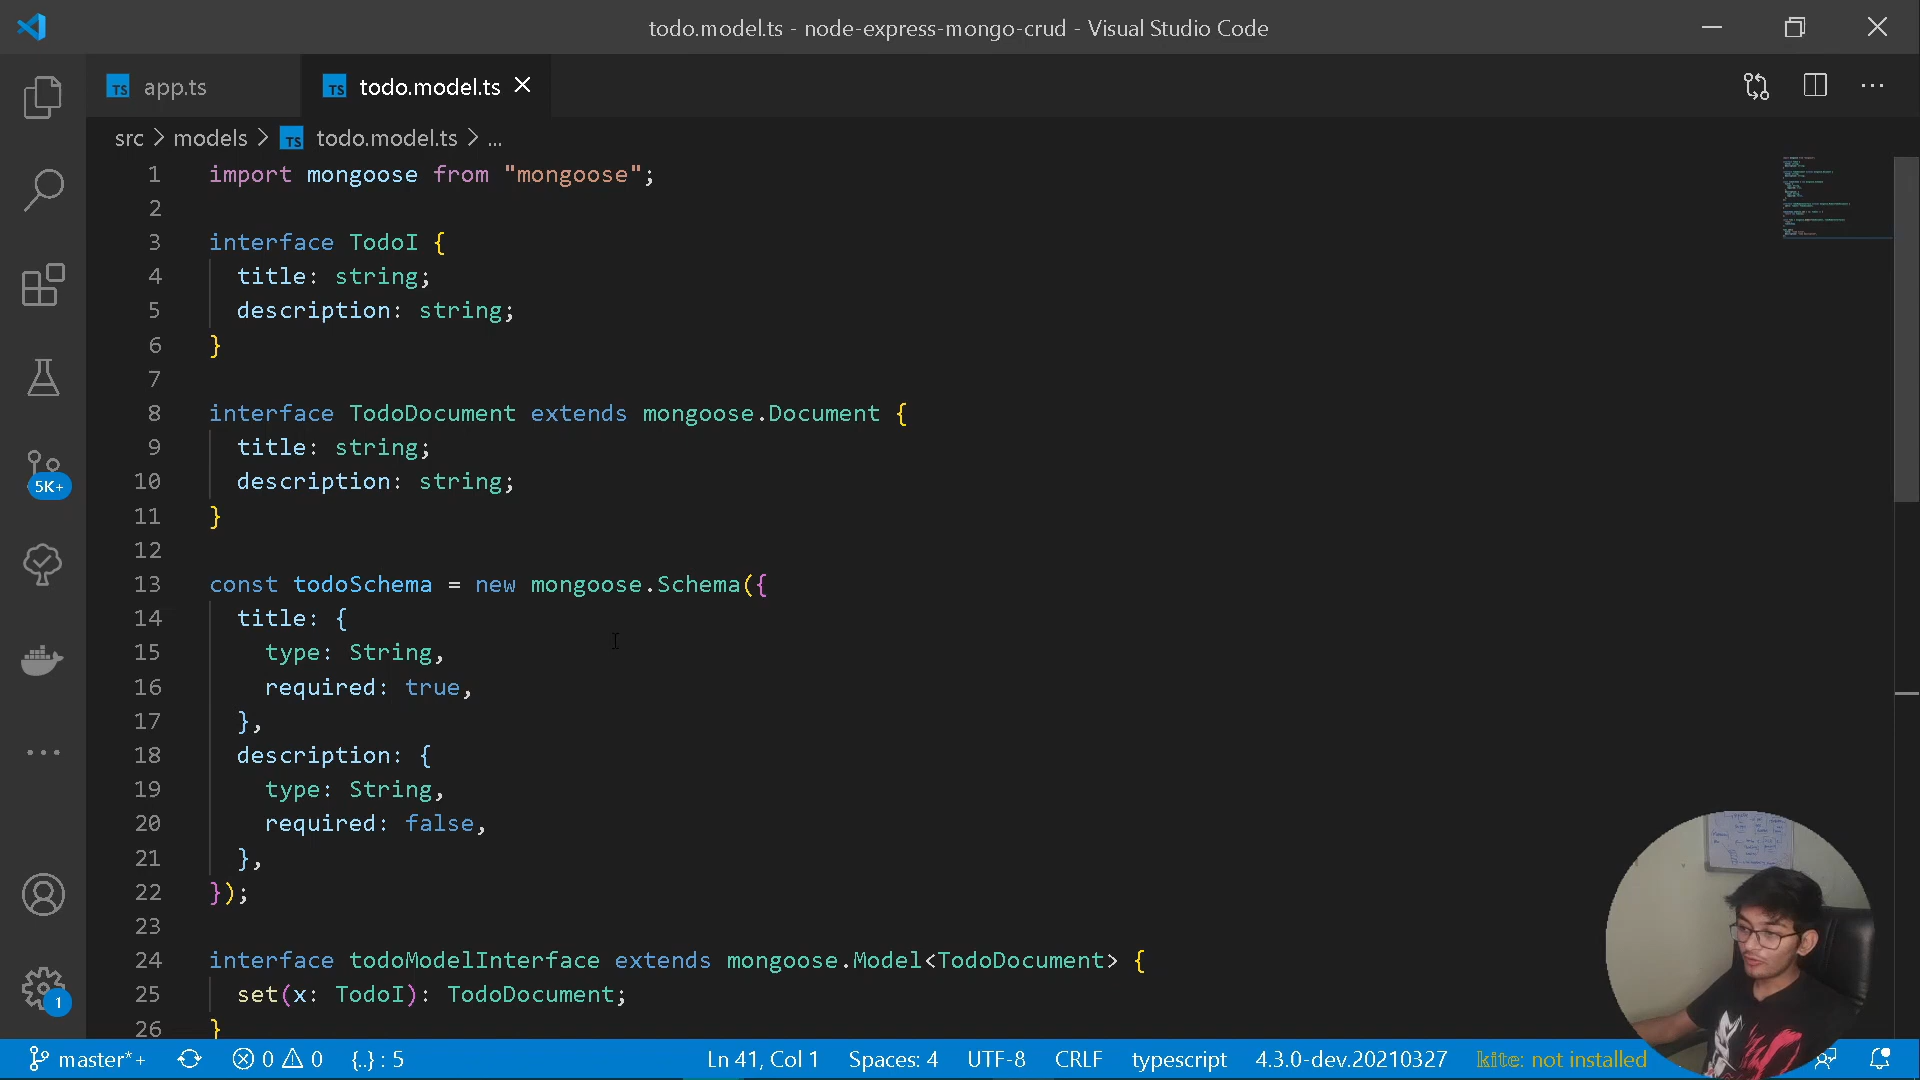 todo.model.ts - node-express-mongo-crud - Visual Studio Code
TS app.ts
TS todo.model.ts
src > models > TS todo.model.ts > ...
1 import mongoose from "mongoose";
2
3 interface TodoI {
4 title: string;
5 description: string;
6 }
7
8 interface TodoDocument extends mongoose.Document {
9 title: string;
10 description: string;
11 }
12
13 const todoSchema = new mongoose.Schema({
14 title: {
15 type: String,
16 required: true,
17 },
18 description: {
19 type: String,
20 required: false,
21 },
22 });
23
24 interface todoModelInterface extends mongoose.Model<TodoDocument> {
25 set(x: TodoI): TodoDocument;
26 }
5K+
1
master*+ 0 0 {..} : 5 Ln 41, Col 1 Spaces: 4 UTF-8 CRLF typescript 4.3.0-dev.20210327 kite: not installed